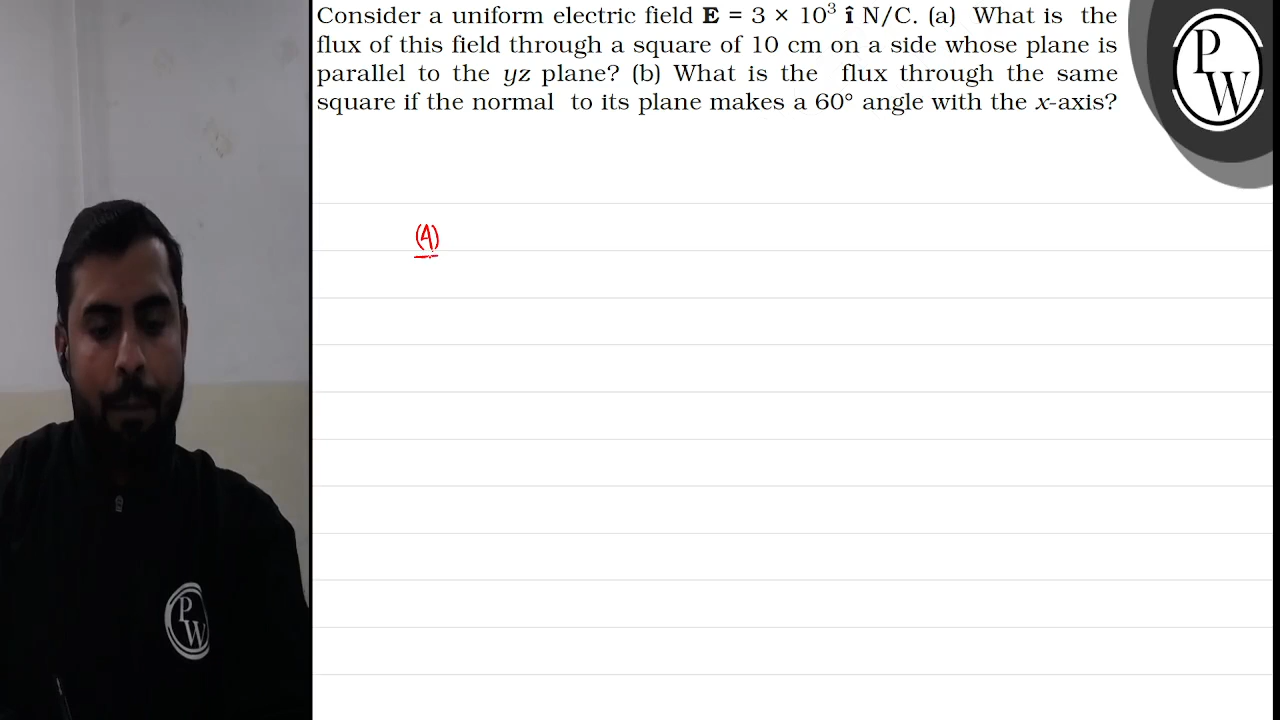 Consider a uniform electric field E = 3 × 10³ î N/C. (a) What is the
flux of this field through a square of 10 cm on a side whose plane is
parallel to the yz plane? (b) What is the flux through the same
square if the normal to its plane makes a 60° angle with the x-axis?
P
W
(A)
P
W